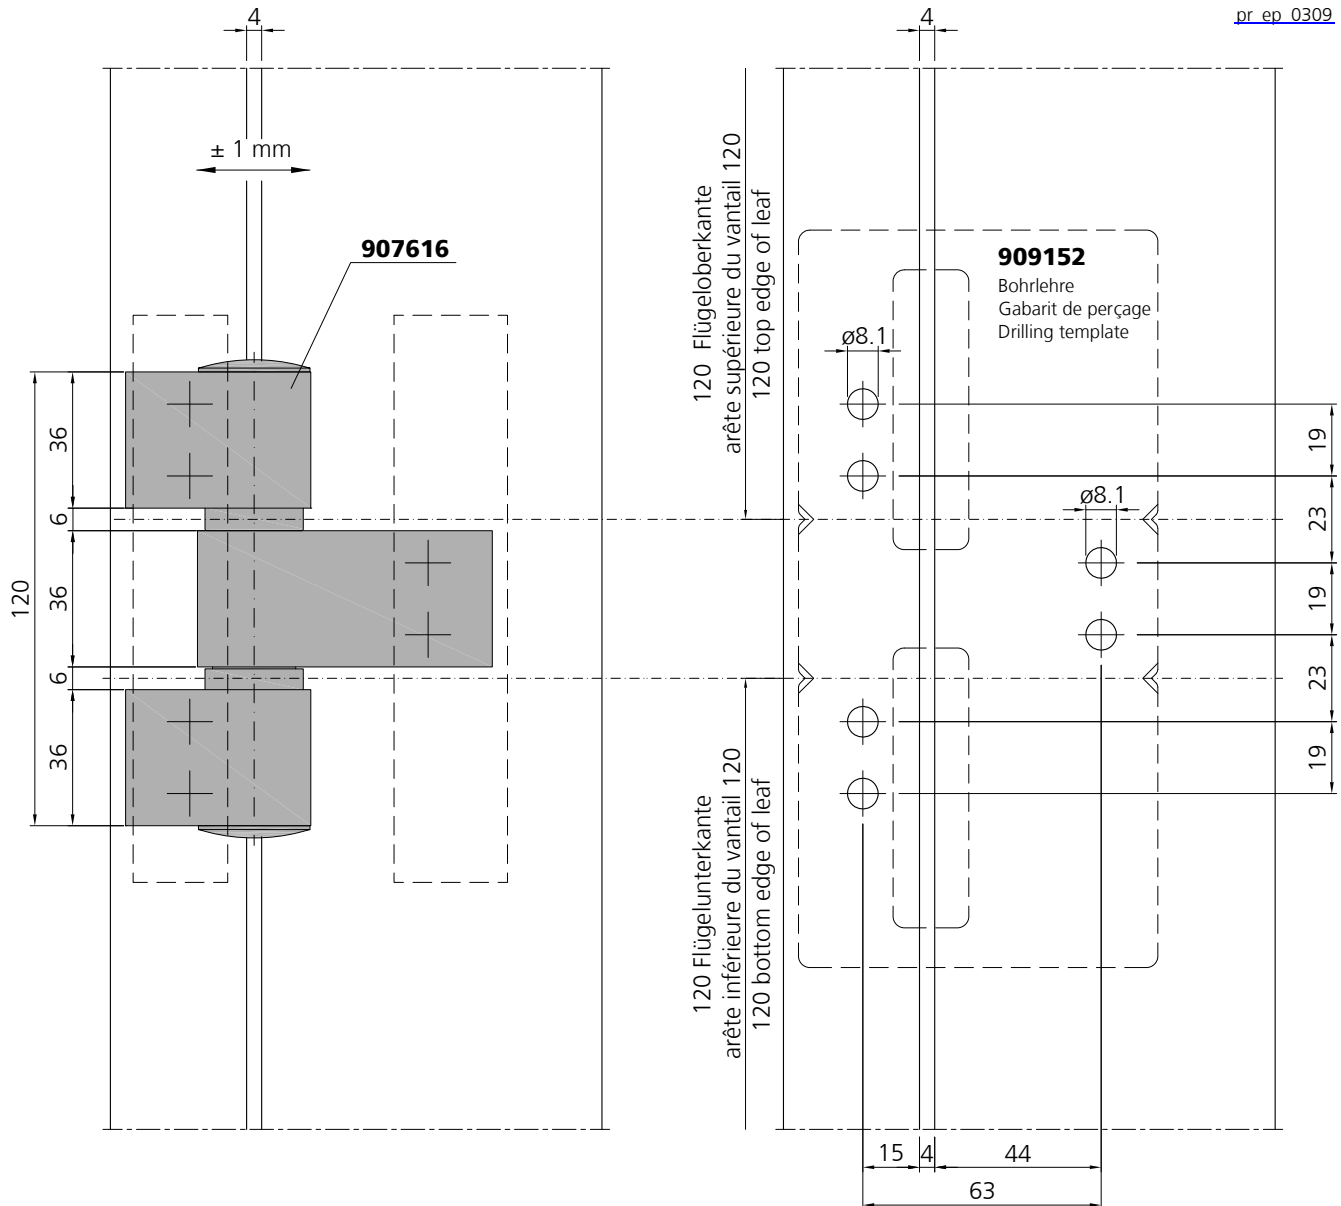 4
4
pr_ep_0309
± 1 mm
907616
36
6
36
6
36
120
120 Flügeloberkante
arête supérieure du vantail 120
120 top edge of leaf
120 Flügelunterkante
arête inférieure du vantail 120
120 bottom edge of leaf
909152
Bohrlehre
Gabarit de perçage
Drilling template
ø8.1
ø8.1
19
23
19
23
19
15
4
44
63